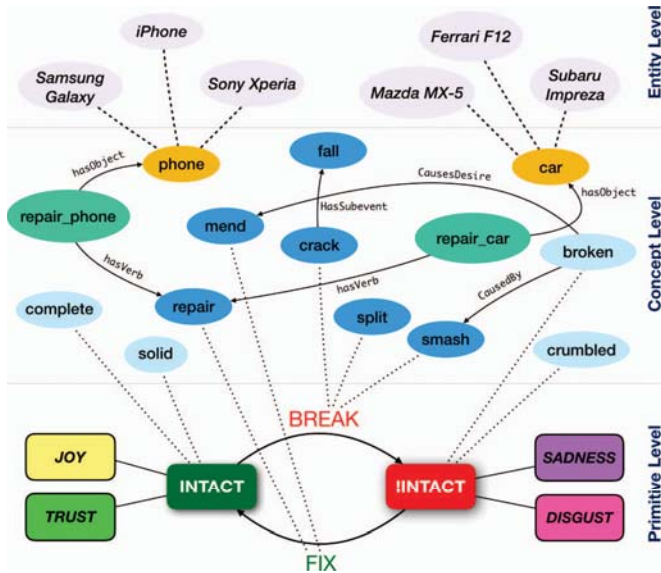 iPhone
Ferrari F12
Samsung
Galaxy
Sony Xperia
Mazda MX-5
Subaru
Impreza
Entity Level
fall
phone
car
hasObject
CausesDesire
hasObject
repair_phone
HasSubevent
mend
crack
repair_car
broken
hasVerb
hasVerb
CausedBy
complete
repair
split
smash
solid
crumbled
Concept Level
BREAK
JOY
SADNESS
INTACT
!INTACT
TRUST
DISGUST
FIX
Primitive Level